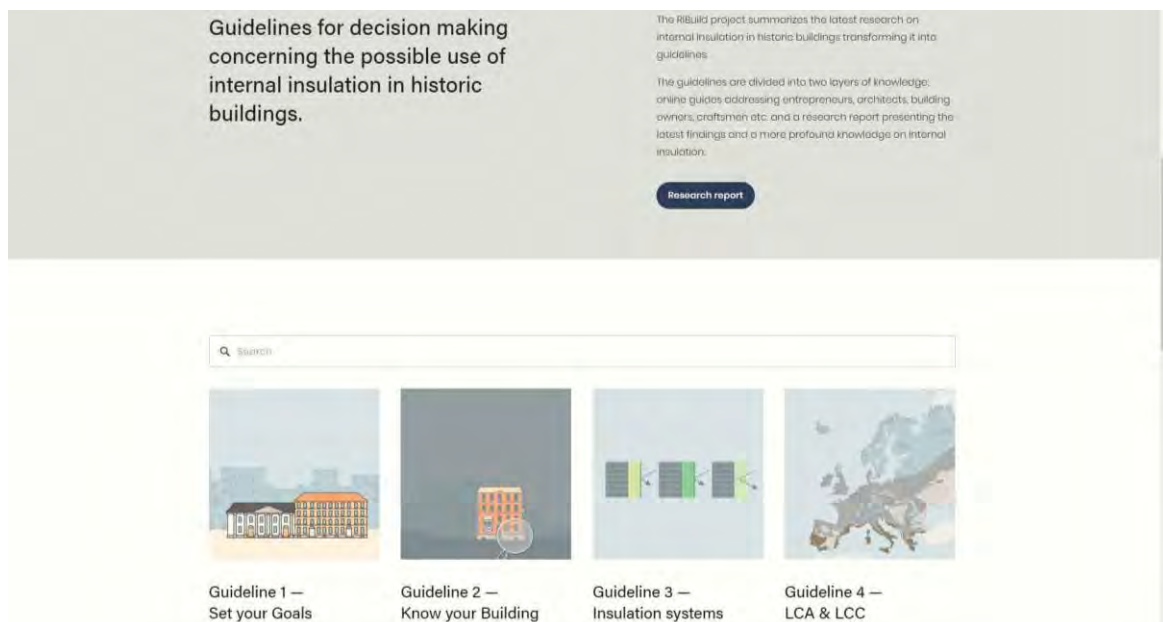 Guidelines for decision making
concerning the possible use of
internal insulation in historic
buildings.
The RIBuild project summarizes the latest research on
internal insulation in historic buildings transforming it into
guidelines.
The guidelines are divided into two layers of knowledge:
online guides addressing entrepreneurs, architects, building
owners, craftsmen etc. and a research report presenting the
latest findings and a more profound knowledge on internal
insulation.
Research report
Search
Guideline 1 —
Set your Goals
Guideline 2 —
Know your Building
Guideline 3 —
Insulation systems
Guideline 4 —
LCA & LCC